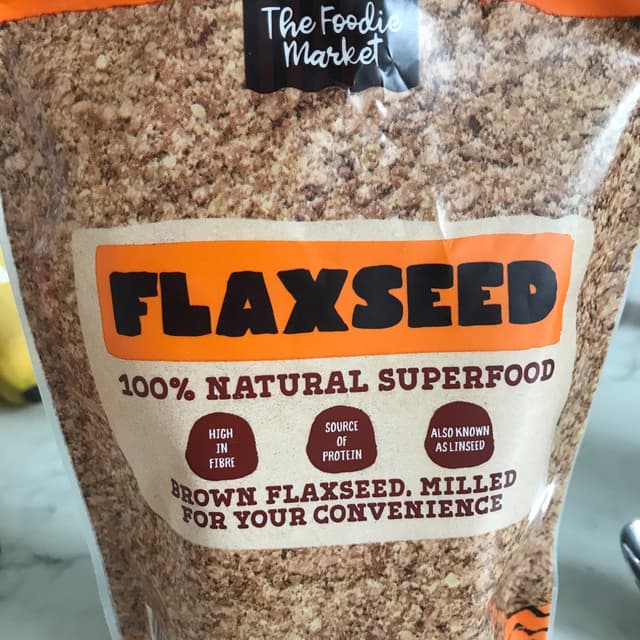 The Foodie
Market
FLAXSEED
100% NATURAL SUPERFOOD
HIGH
IN
FIBRE
SOURCE
OF
PROTEIN
ALSO KNOWN
AS LINSEED
BROWN FLAXSEED, MILLED
FOR YOUR CONVENIENCE